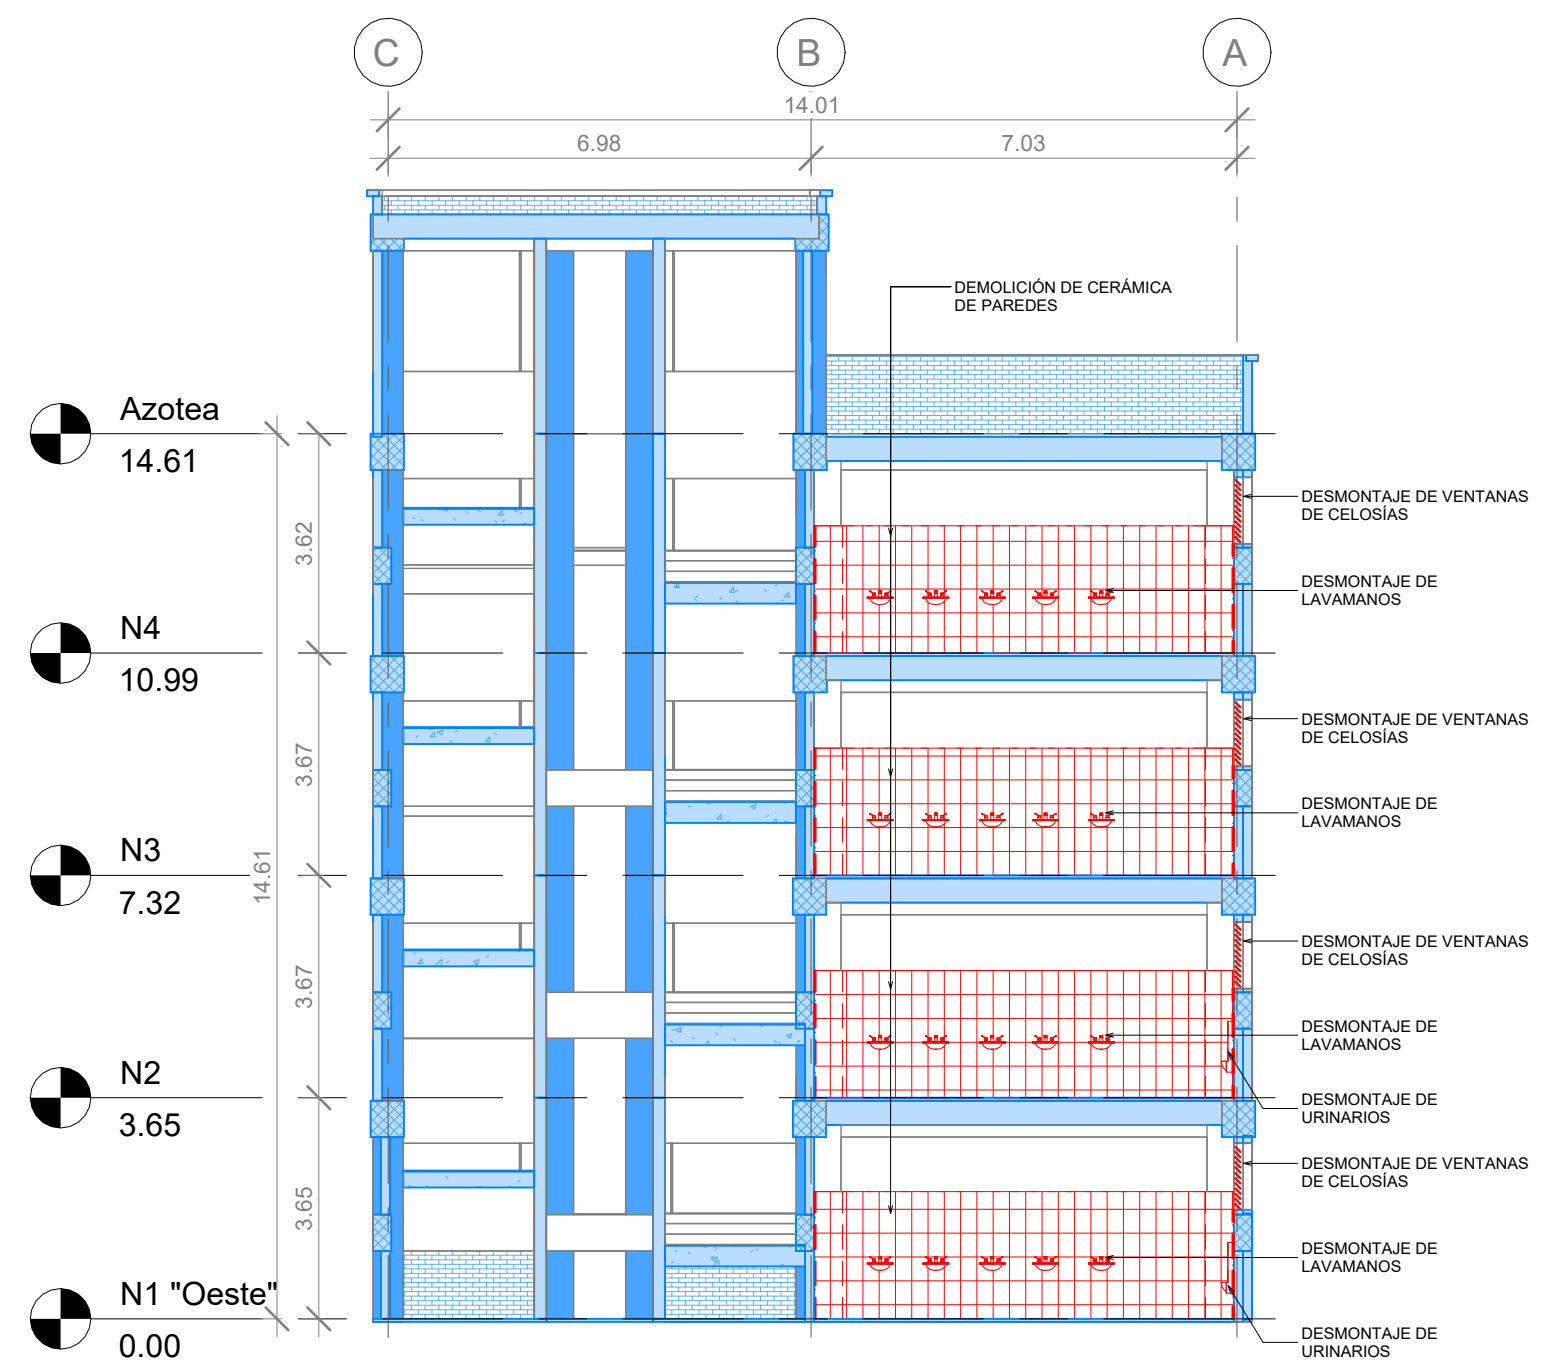 C
B
A
14.01
6.98
7.03
DEMOLICIÓN DE CERÁMICA
DE PAREDES
Azotea
14.61
DESMONTAJE DE VENTANAS
DE CELOSÍAS
3.62
DESMONTAJE DE
LAVAMANOS
N4
10.99
DESMONTAJE DE VENTANAS
DE CELOSÍAS
3.67
DESMONTAJE DE
LAVAMANOS
N3
7.32
14.61
DESMONTAJE DE VENTANAS
DE CELOSÍAS
3.67
DESMONTAJE DE
LAVAMANOS
N2
3.65
DESMONTAJE DE
URINARIOS
DESMONTAJE DE VENTANAS
DE CELOSÍAS
3.65
DESMONTAJE DE
LAVAMANOS
N1 "Oeste"
0.00
DESMONTAJE DE
URINARIOS